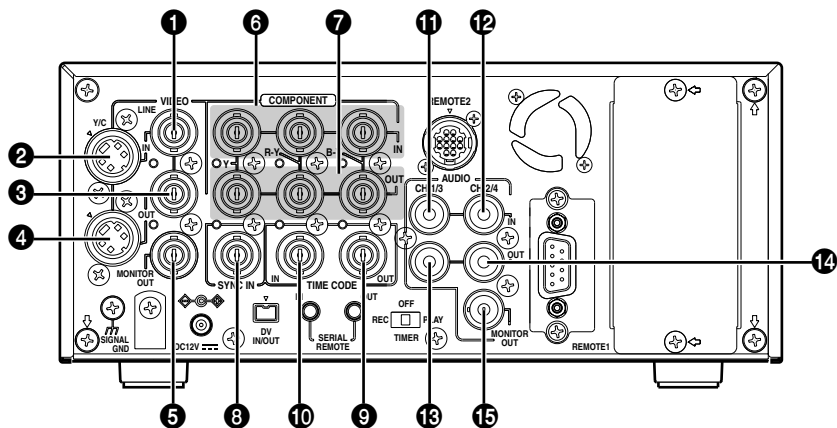 1 6 7 11 12
VIDEO
COMPONENT
LINE
REMOTE2
Y/C
IN
R-Y
B-
IN
2
Y
AUDIO
CH1/3
CH2/4
3
OUT
IN
OUT
4
OUT
14
MONITOR
OUT
SYNC IN
IN
TIME CODE
OUT
IN
OUT
OFF
REC
PLAY
TIMER
MONITOR
OUT
SIGNAL
GND
DC12V
DV
IN/OUT
SERIAL
REMOTE
REMOTE1
5 8 10 9 13 15